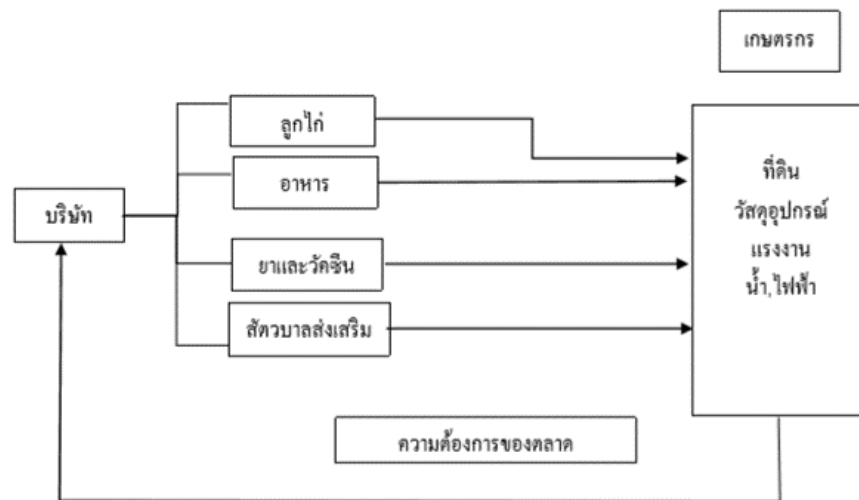 เกษตรกร
ลูกไก่
อาหาร
บริษัท
ยาและวัคซีน
สัตวบาลส่งเสริม
ที่ดิน
วัสดุอุปกรณ์
แรงงาน
น้ำ,ไฟฟ้า
ความต้องการของตลาด